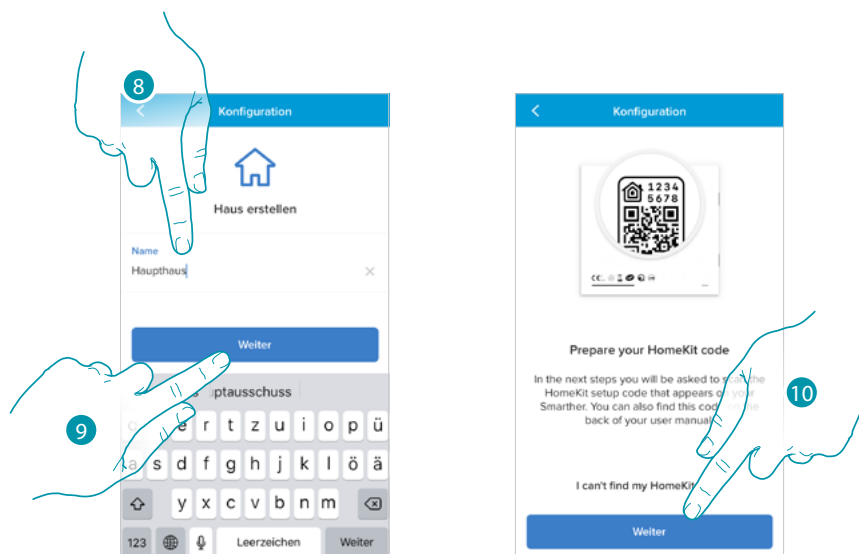 8
Konfiguration
Haus erstellen
Name
Haupthaus
Weiter
ptausschuss
9
e r t z u i o p ü
a s d f g h j k l ö ä
y x c v b n m
123 Leerzeichen Weiter
Konfiguration
1234
5678
CE
Prepare your HomeKit code
In the next steps you will be asked to scan the
HomeKit setup code that appears on your
Smarther. You can also find this code on the
back of your user manual
I can't find my HomeKit
10
Weiter